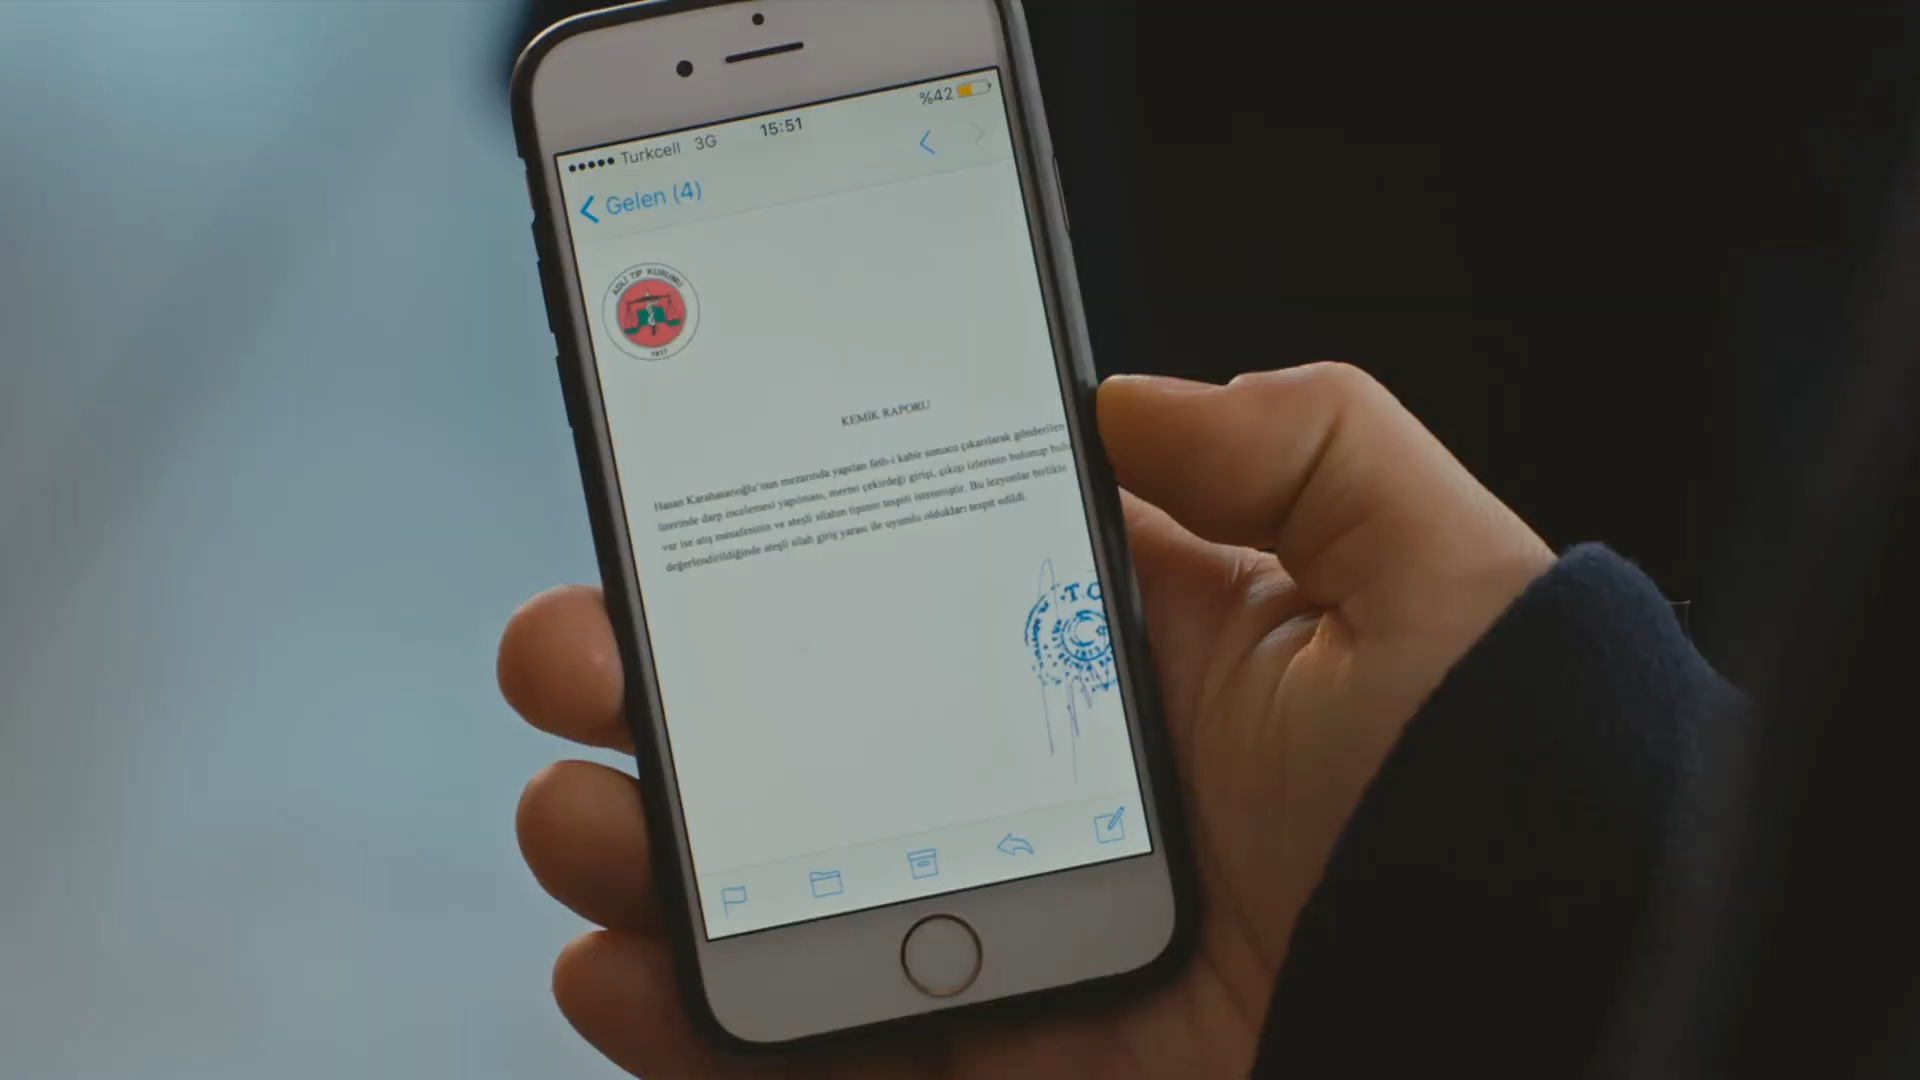 %42
Turkcell 3G 15:51
Gelen (4)
ADLİ TIP KURUMU
1917
KEMİK RAPORU
Hasan Karahasanoğlu'nun mezarında yapılan feth-i kabir sonucu çıkartılarak gönderilen
üzerinde darp incelemesi yapılması, mermi çekirdeği girişi, çıkışı izlerinin bulunup bulu
var ise atış mesafesinin ve ateşli silahın tipinin tespiti istenmiştir. Bu lezyonlar birlikte
değerlendirildiğinde ateşli silah giriş yarası ile uyumlu oldukları tespit edildi.
T.C